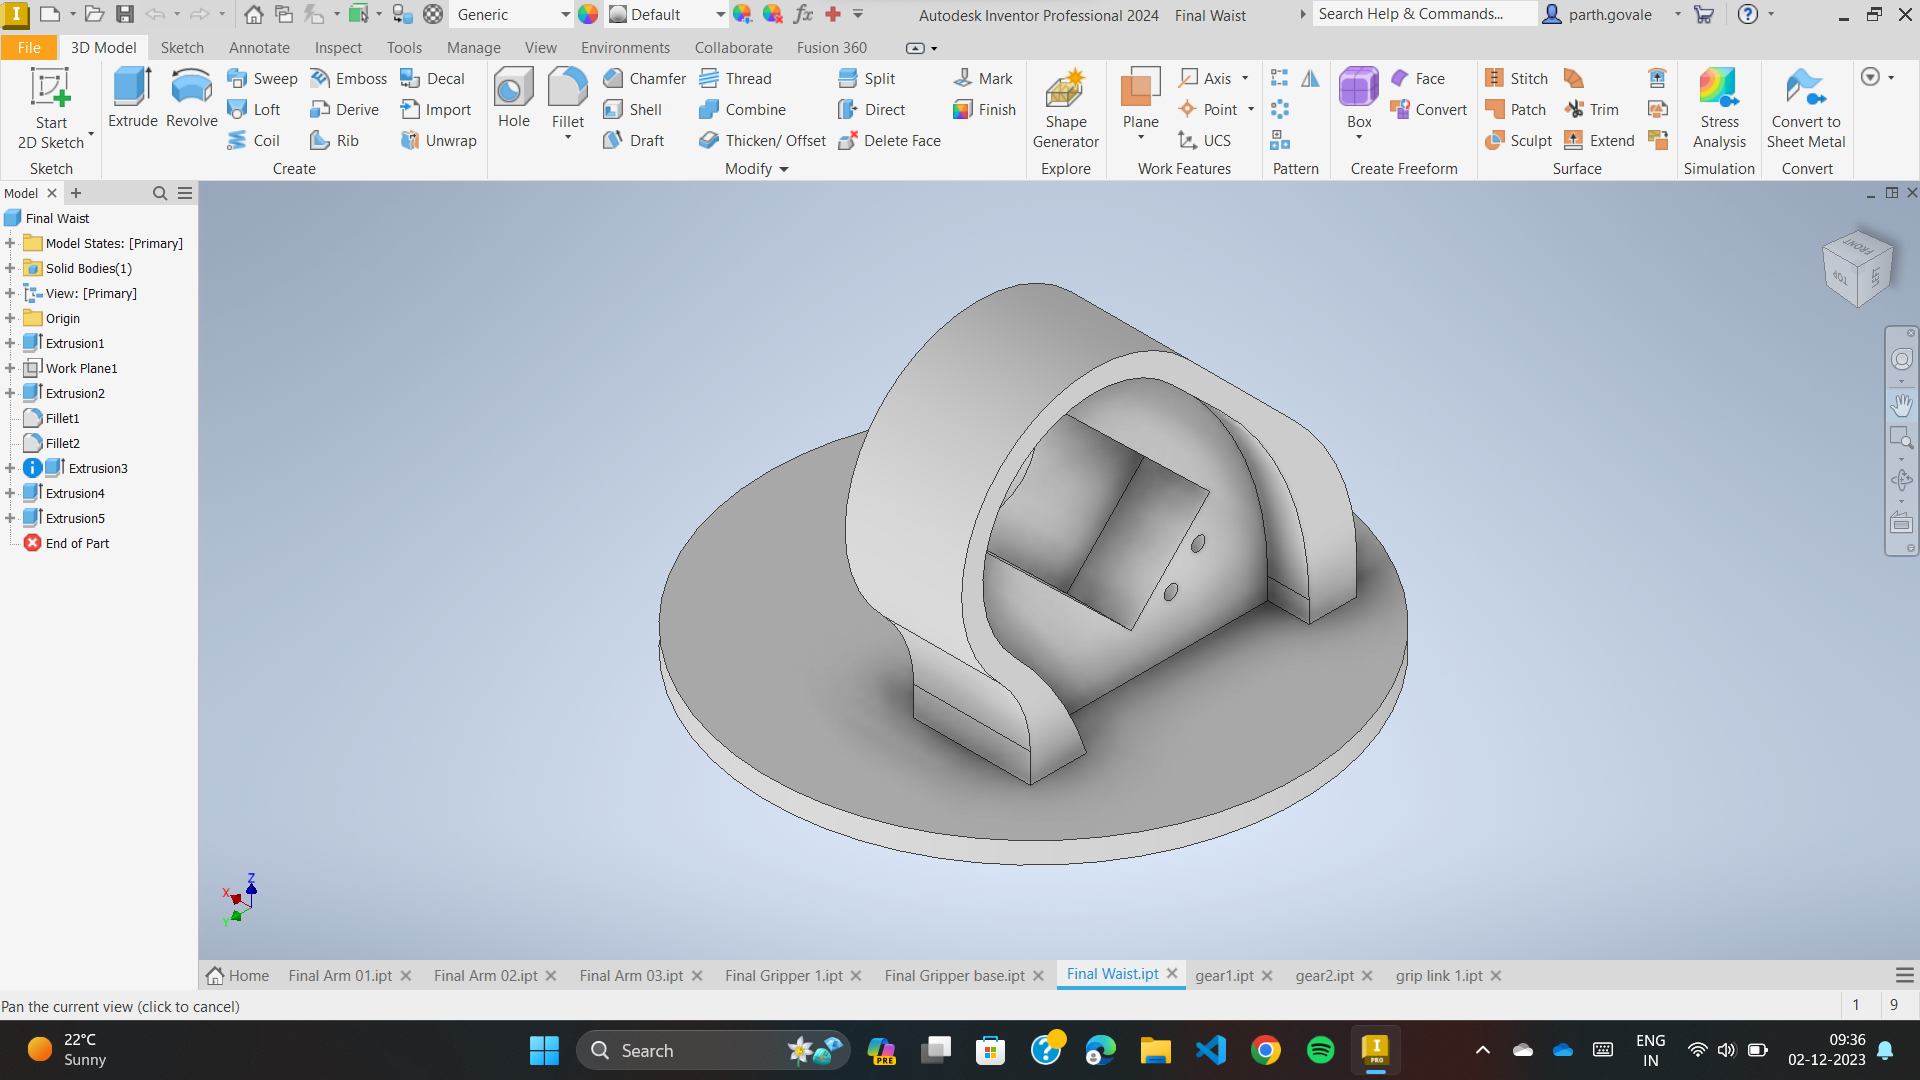 Generic
Default
Autodesk Inventor Professional 2024 Final Waist
Search Help & Commands...
parth.govale
File 3D Model Sketch Annotate Inspect Tools Manage View Environments Collaborate Fusion 360
Start
2D Sketch
Sketch
Extrude
Revolve
Sweep
Loft
Coil
Emboss
Derive
Rib
Decal
Import
Unwrap
Create
Hole
Fillet
Chamfer
Shell
Draft
Thread
Combine
Thicken/ Offset
Split
Direct
Delete Face
Mark
Finish
Modify
Shape
Generator
Explore
Plane
Axis
Point
UCS
Work Features
Pattern
Box
Face
Convert
Create Freeform
Stitch
Patch
Sculpt
Trim
Extend
Surface
Stress
Analysis
Simulation
Convert to
Sheet Metal
Convert
Model
Final Waist
Model States: [Primary]
Solid Bodies(1)
View: [Primary]
Origin
Extrusion1
Work Plane1
Extrusion2
Fillet1
Fillet2
Extrusion3
Extrusion4
Extrusion5
End of Part
FRONT
TOP
Z
X
Y
Home
Final Arm 01.ipt
Final Arm 02.ipt
Final Arm 03.ipt
Final Gripper 1.ipt
Final Gripper base.ipt
Final Waist.ipt
gear1.ipt
gear2.ipt
grip link 1.ipt
Pan the current view (click to cancel)
1 9
22°C
Sunny
Search
PRE
I
PRO
ENG
IN
09:36
02-12-2023